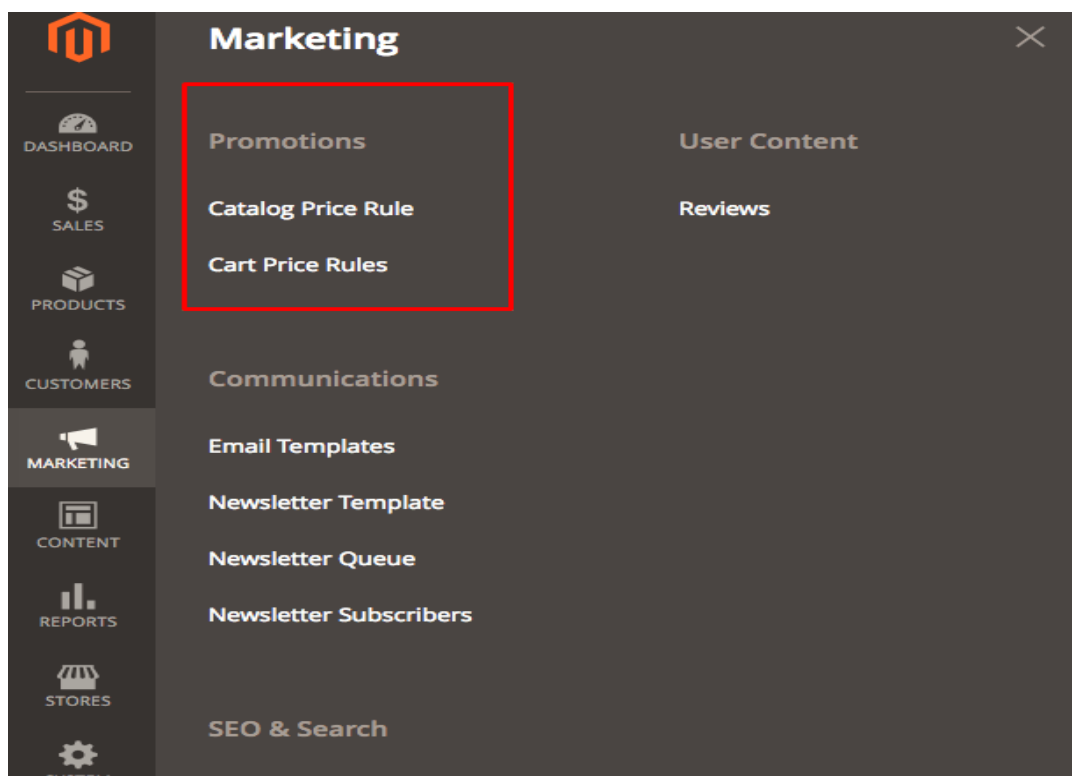 Marketing
DASHBOARD
SALES
PRODUCTS
CUSTOMERS
MARKETING
CONTENT
REPORTS
STORES
Promotions
Catalog Price Rule
Cart Price Rules
User Content
Reviews
Communications
Email Templates
Newsletter Template
Newsletter Queue
Newsletter Subscribers
SEO & Search